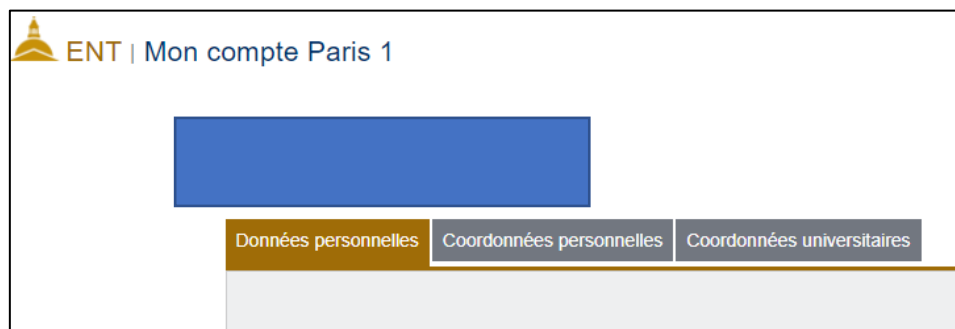 ENT | Mon compte Paris 1
Données personnelles Coordonnées personnelles Coordonnées universitaires